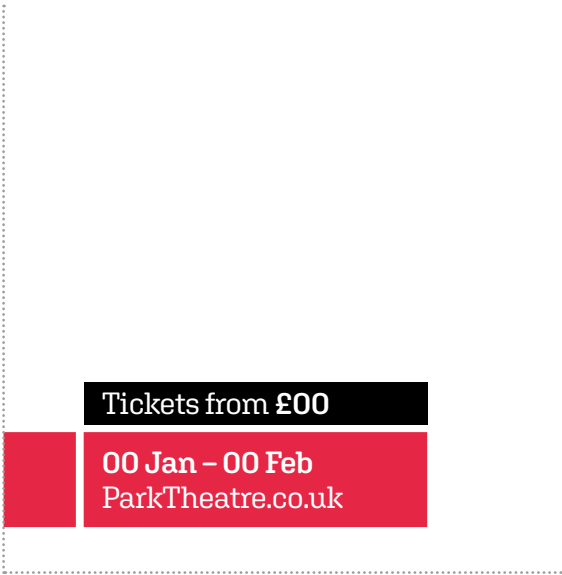 Tickets from £00
00 Jan – 00 Feb
ParkTheatre.co.uk